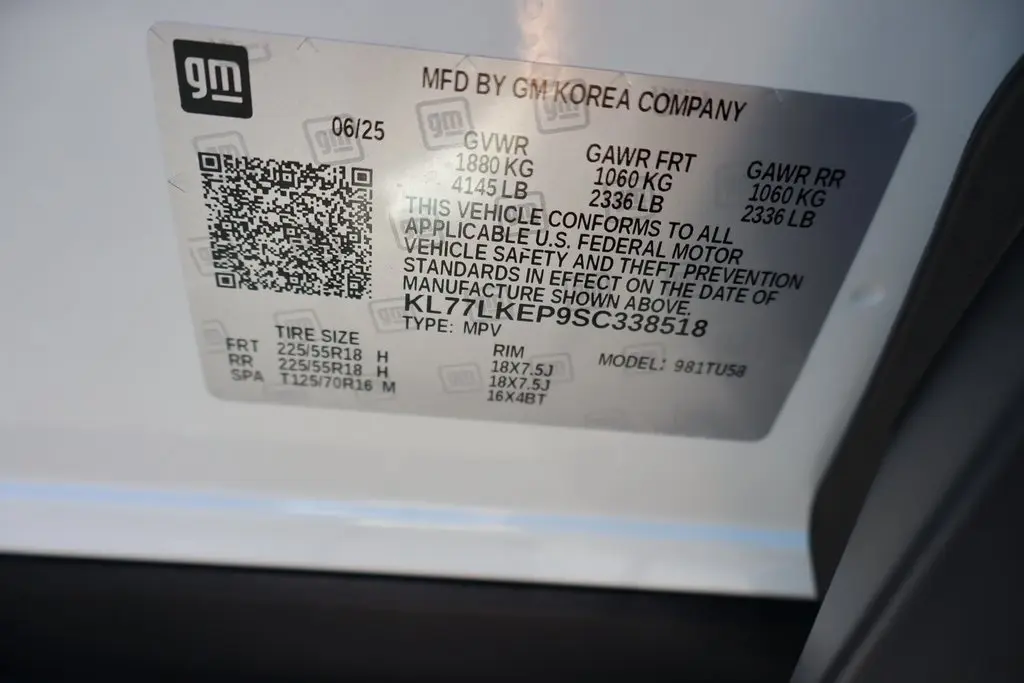 gm
MFD BY GM KOREA COMPANY
06/25
GVWR GAWR FRT GAWR RR
1880 KG 1060 KG 1060 KG
4145 LB 2336 LB 2336 LB
THIS VEHICLE CONFORMS TO ALL
APPLICABLE U.S. FEDERAL MOTOR
VEHICLE SAFETY AND THEFT PREVENTION
STANDARDS IN EFFECT ON THE DATE OF
MANUFACTURE SHOWN ABOVE.
KL77LKEP9SC338518
TYPE: MPV
TIRE SIZE RIM MODEL: 981TU58
FRT 225/55R18 H 18X7.5J
RR 225/55R18 H 18X7.5J
SPA T125/70R16 M 16X4BT